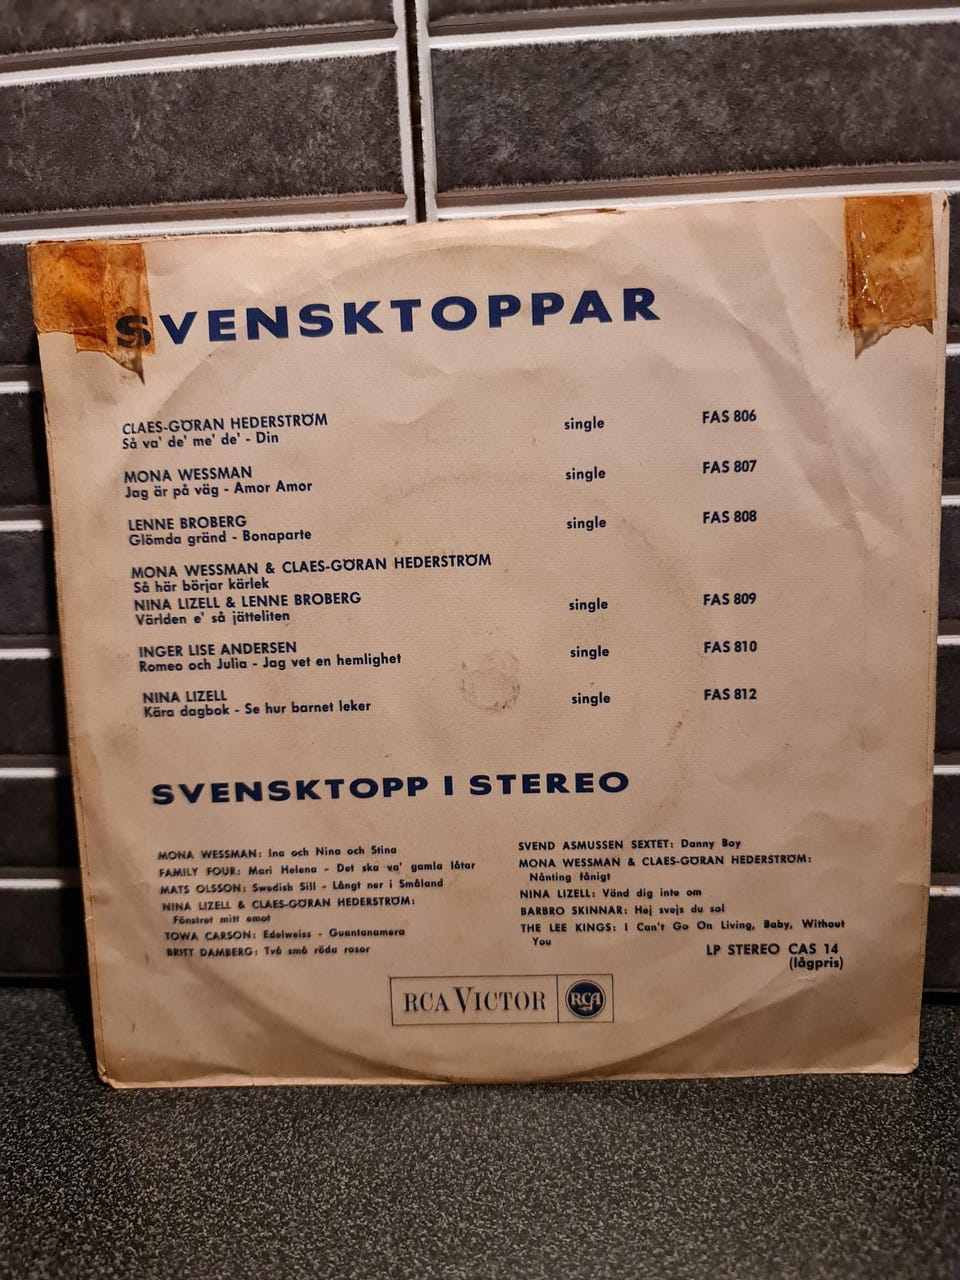 SVENSKTOPPAR
CLAES-GÖRAN HEDERSTRÖM
Så va' de' me' de' - Din single FAS 806
MONA WESSMAN
Jag är på väg - Amor Amor single FAS 807
LENNE BROBERG
Glömda gränd - Bonaparte single FAS 808
MONA WESSMAN & CLAES-GÖRAN HEDERSTRÖM
Så här börjar kärlek
NINA LIZELL & LENNE BROBERG single FAS 809
Världen e' så jätteliten
INGER LISE ANDERSEN
Romeo och Julia - Jag vet en hemlighet single FAS 810
NINA LIZELL
Kära dagbok - Se hur barnet leker single FAS 812
SVENSKTOPP I STEREO
MONA WESSMAN: Ina och Nina och Stina
FAMILY FOUR: Mari Helena - Det ska va' gamla låtar
MATS OLSSON: Swedish Sill - Långt ner i Småland
NINA LIZELL & CLAES-GÖRAN HEDERSTRÖM:
Fönstret mitt emot
TOWA CARSON: Edelweiss - Guantanamera
BRITT DAMBERG: Två små röda rosor
SVEND ASMUSSEN SEXTET: Danny Boy
MONA WESSMAN & CLAES-GÖRAN HEDERSTRÖM:
Nånting fånigt
NINA LIZELL: Vänd dig inte om
BARBRO SKINNAR: Hej svejs du sol
THE LEE KINGS: I Can't Go On Living, Baby, Without
You
LP STEREO CAS 14
(lågpris)
RCA VICTOR RCA